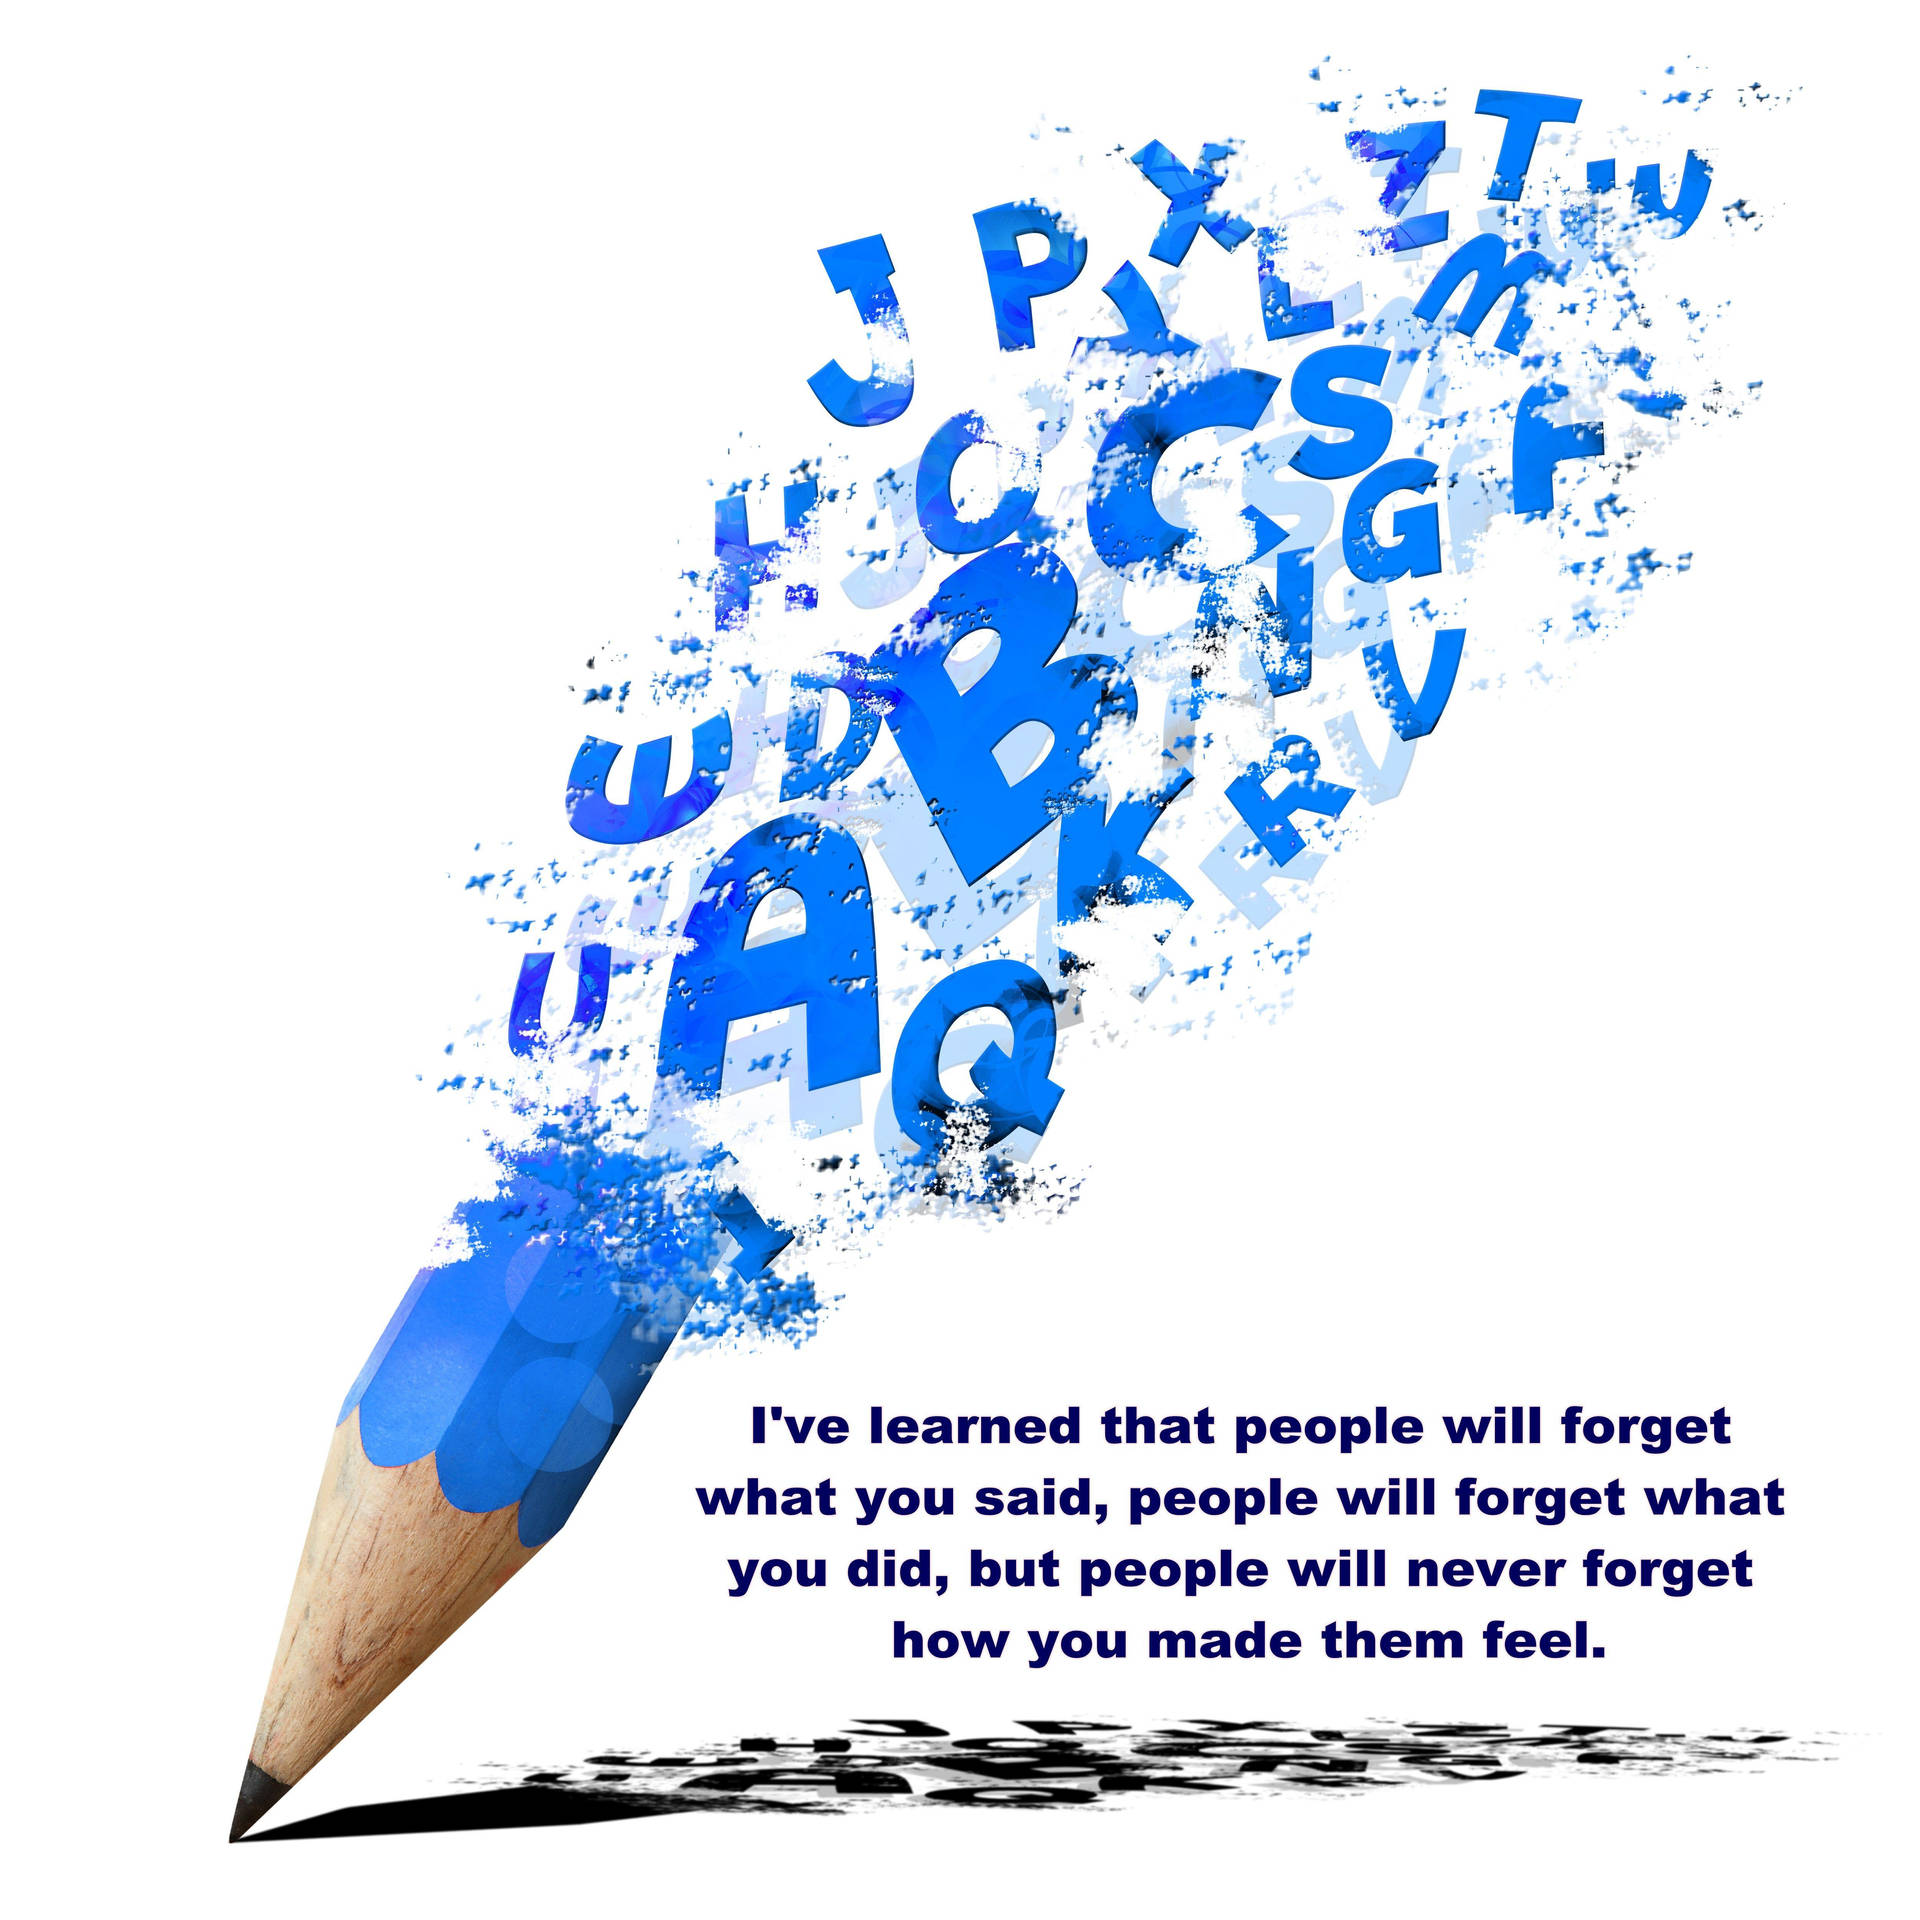 J P X Z T W
Y L M
H O C S G F
N V
E D B K R
U A Q
I
I've learned that people will forget
what you said, people will forget what
you did, but people will never forget
how you made them feel.